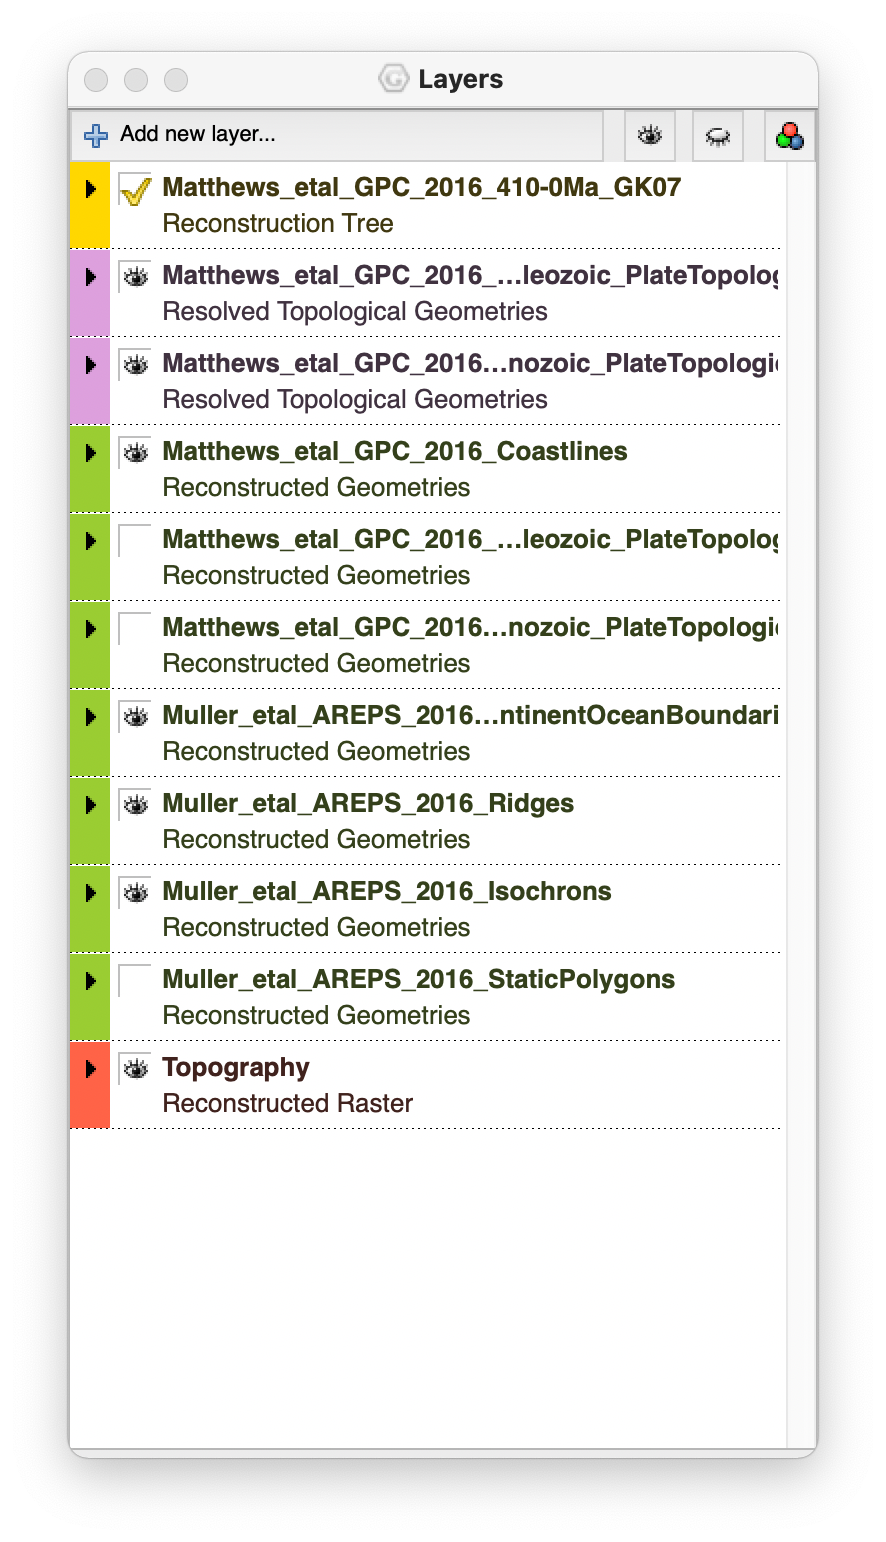 Layers
Add new layer...
Matthews_etal_GPC_2016_410-0Ma_GK07
Reconstruction Tree
Matthews_etal_GPC_2016_...leozoic_PlateTopolog
Resolved Topological Geometries
Matthews_etal_GPC_2016...nozoic_PlateTopologi
Resolved Topological Geometries
Matthews_etal_GPC_2016_Coastlines
Reconstructed Geometries
Matthews_etal_GPC_2016_...leozoic_PlateTopolog
Reconstructed Geometries
Matthews_etal_GPC_2016...nozoic_PlateTopologi
Reconstructed Geometries
Muller_etal_AREPS_2016...ntinentOceanBoundari
Reconstructed Geometries
Muller_etal_AREPS_2016_Ridges
Reconstructed Geometries
Muller_etal_AREPS_2016_Isochrons
Reconstructed Geometries
Muller_etal_AREPS_2016_StaticPolygons
Reconstructed Geometries
Topography
Reconstructed Raster